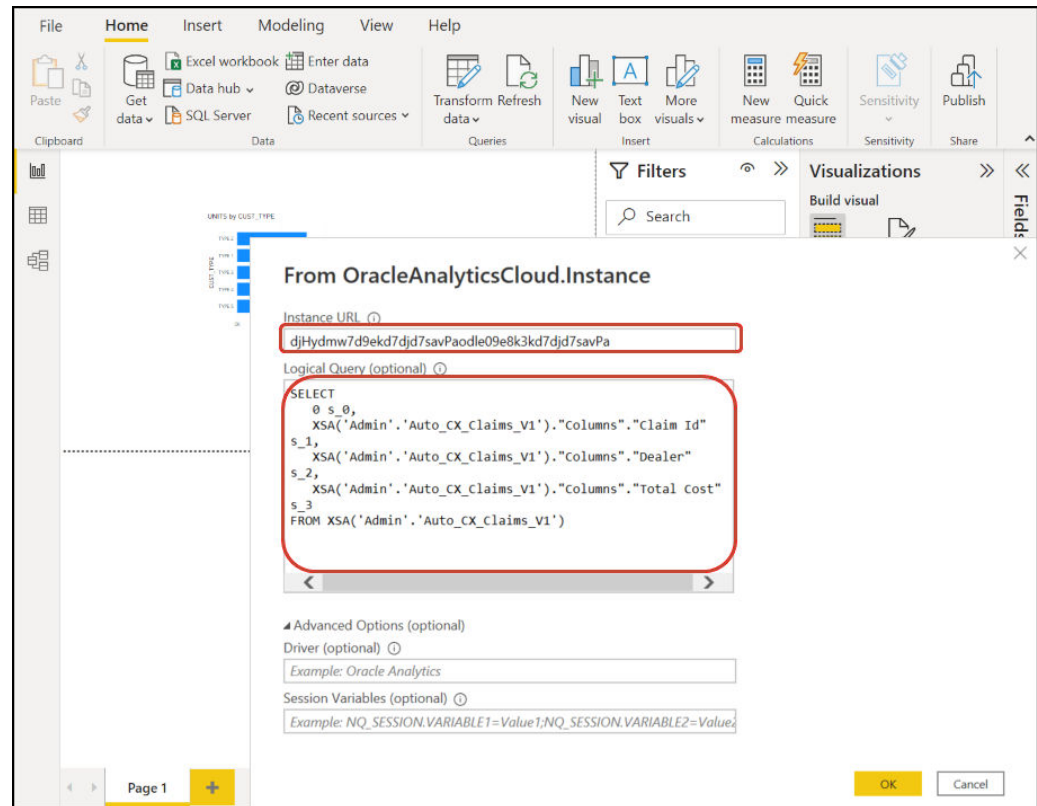 File Home Insert Modeling View Help
Paste
Get data
Excel workbook
Data hub
SQL Server
Enter data
Dataverse
Recent sources
Transform data
Refresh
New visual
Text box
More visuals
New measure
Quick measure
Sensitivity
Publish
Clipboard Data Queries Insert Calculations Sensitivity Share
Filters
Search
Visualizations
Build visual
Fields
UNITS by CUST_TYPE
CUST_TYPE
From OracleAnalyticsCloud.Instance
Instance URL
djHydmw7d9ekd7djd7savPaodle09e8k3kd7djd7savPa
Logical Query (optional)
SELECT
0 s_0,
XSA('Admin'.'Auto_CX_Claims_V1')."Columns"."Claim Id"
s_1,
XSA('Admin'.'Auto_CX_Claims_V1')."Columns"."Dealer"
s_2,
XSA('Admin'.'Auto_CX_Claims_V1')."Columns"."Total Cost"
s_3
FROM XSA('Admin'.'Auto_CX_Claims_V1')
Advanced Options (optional)
Driver (optional)
Example: Oracle Analytics
Session Variables (optional)
Example: NQ_SESSION.VARIABLE1=Value1;NQ_SESSION.VARIABLE2=Value2
OK Cancel
Page 1